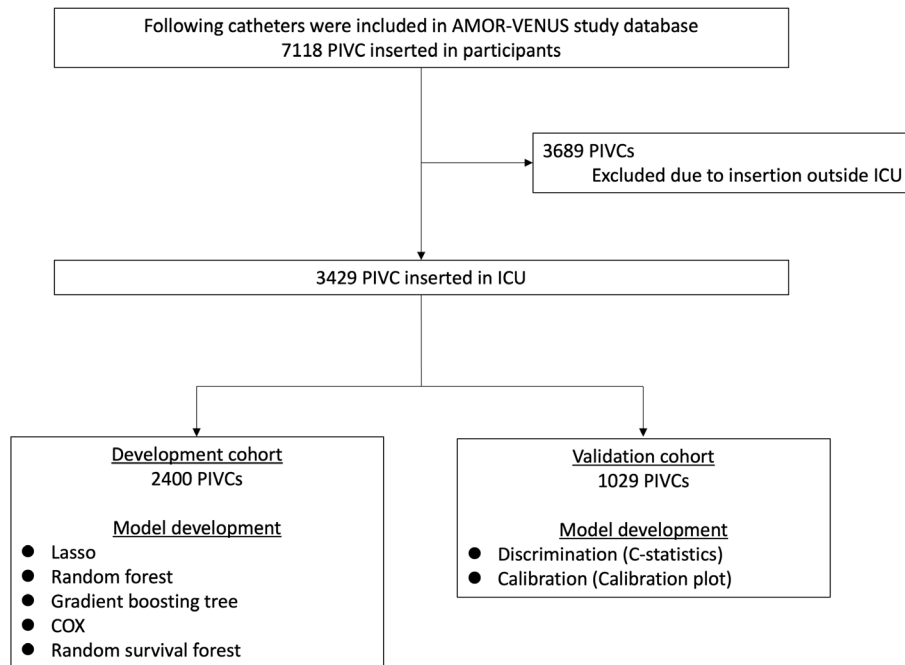 Following catheters were included in AMOR-VENUS study database
7118 PIVC inserted in participants
3689 PIVCs
Excluded due to insertion outside ICU
3429 PIVC inserted in ICU
Development cohort
2400 PIVCs
Model development
● Lasso
● Random forest
● Gradient boosting tree
● COX
● Random survival forest
Validation cohort
1029 PIVCs
Model development
● Discrimination (C-statistics)
● Calibration (Calibration plot)